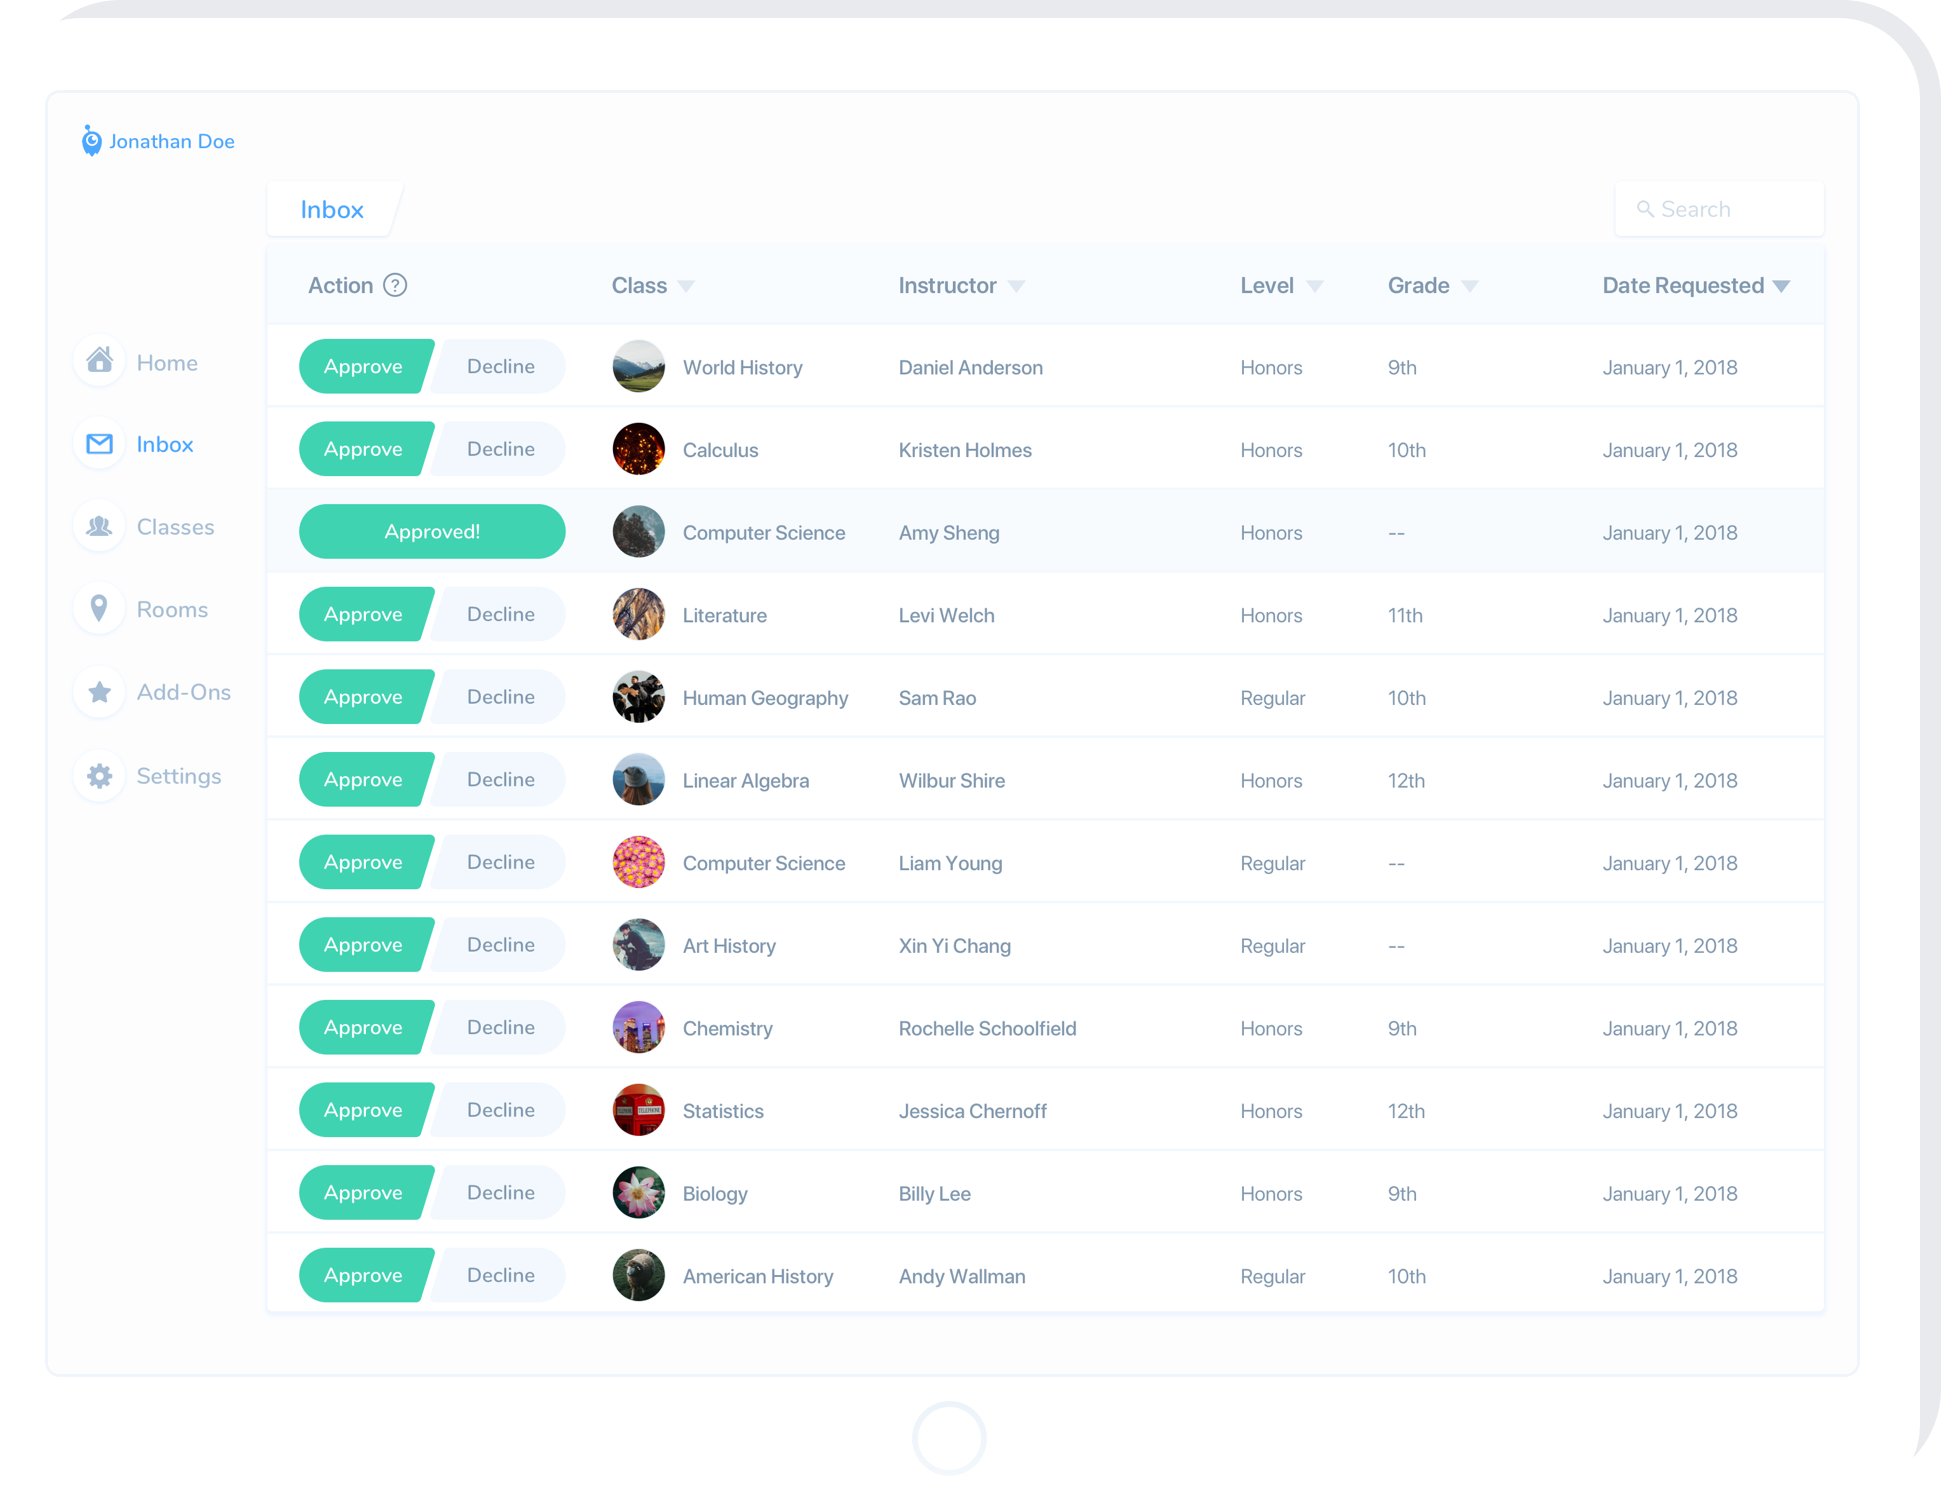 Jonathan Doe
Inbox
Search
Action ? Class Instructor Level Grade Date Requested
Home
Inbox
Classes
Rooms
Add-Ons
Settings
Approve Decline World History Daniel Anderson Honors 9th January 1, 2018
Approve Decline Calculus Kristen Holmes Honors 10th January 1, 2018
Approved! Computer Science Amy Sheng Honors -- January 1, 2018
Approve Decline Literature Levi Welch Honors 11th January 1, 2018
Approve Decline Human Geography Sam Rao Regular 10th January 1, 2018
Approve Decline Linear Algebra Wilbur Shire Honors 12th January 1, 2018
Approve Decline Computer Science Liam Young Regular -- January 1, 2018
Approve Decline Art History Xin Yi Chang Regular -- January 1, 2018
Approve Decline Chemistry Rochelle Schoolfield Honors 9th January 1, 2018
Approve Decline TELEPHONE Statistics Jessica Chernoff Honors 12th January 1, 2018
Approve Decline Biology Billy Lee Honors 9th January 1, 2018
Approve Decline American History Andy Wallman Regular 10th January 1, 2018